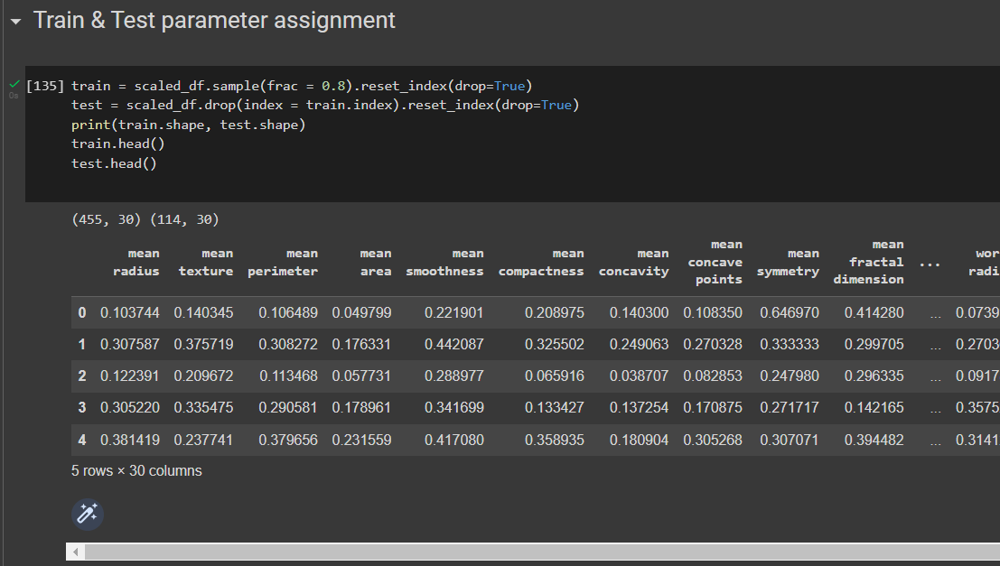 Train & Test parameter assignment
[135] train = scaled_df.sample(frac = 0.8).reset_index(drop=True)
0s
test = scaled_df.drop(index = train.index).reset_index(drop=True)
print(train.shape, test.shape)
train.head()
test.head()
(455, 30) (114, 30)
mean radius mean texture mean perimeter mean area mean smoothness mean compactness mean concavity mean concave points mean symmetry mean fractal dimension ... wor radi
0 0.103744 0.140345 0.106489 0.049799 0.221901 0.208975 0.140300 0.108350 0.646970 0.414280 ... 0.0739
1 0.307587 0.375719 0.308272 0.176331 0.442087 0.325502 0.249063 0.270328 0.333333 0.299705 ... 0.2703
2 0.122391 0.209672 0.113468 0.057731 0.288977 0.065916 0.038707 0.082853 0.247980 0.296335 ... 0.0917
3 0.305220 0.335475 0.290581 0.178961 0.341699 0.133427 0.137254 0.170875 0.271717 0.142165 ... 0.3575
4 0.381419 0.237741 0.379656 0.231559 0.417080 0.358935 0.180904 0.305268 0.307071 0.394482 ... 0.3141
5 rows × 30 columns